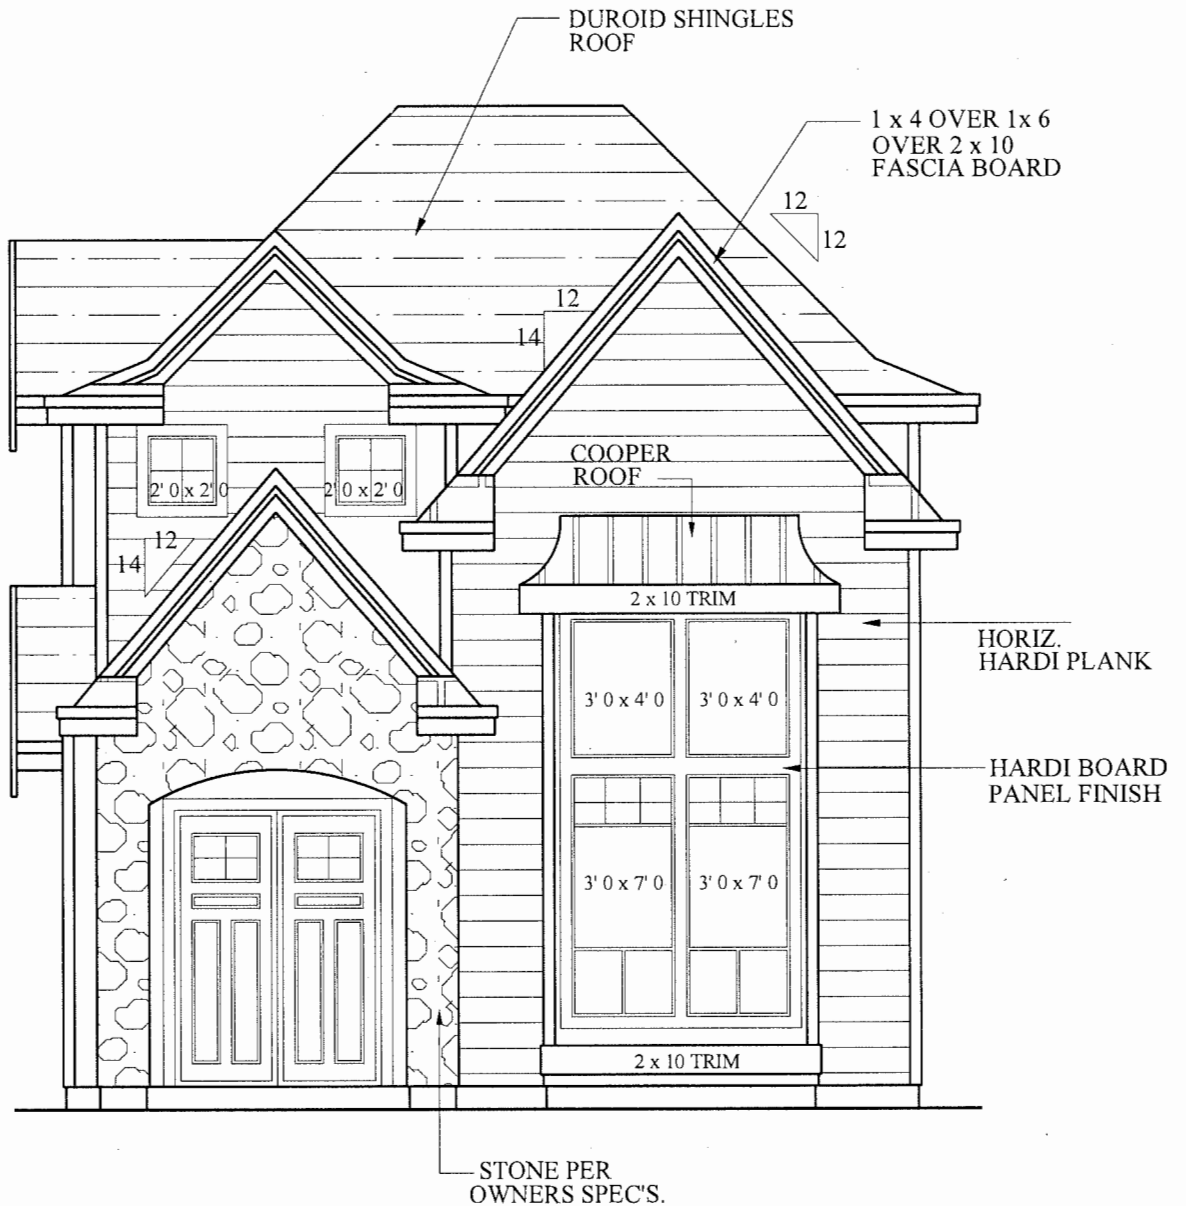 DUROID SHINGLES
ROOF
1 x 4 OVER 1x 6
OVER 2 x 10
FASCIA BOARD
12
12
12
14
COOPER
ROOF
2' 0 x 2' 0
2' 0 x 2' 0
12
14
2 x 10 TRIM
HORIZ.
HARDI PLANK
3' 0 x 4' 0
3' 0 x 4' 0
HARDI BOARD
PANEL FINISH
3' 0 x 7' 0
3' 0 x 7' 0
2 x 10 TRIM
STONE PER
OWNERS SPEC'S.